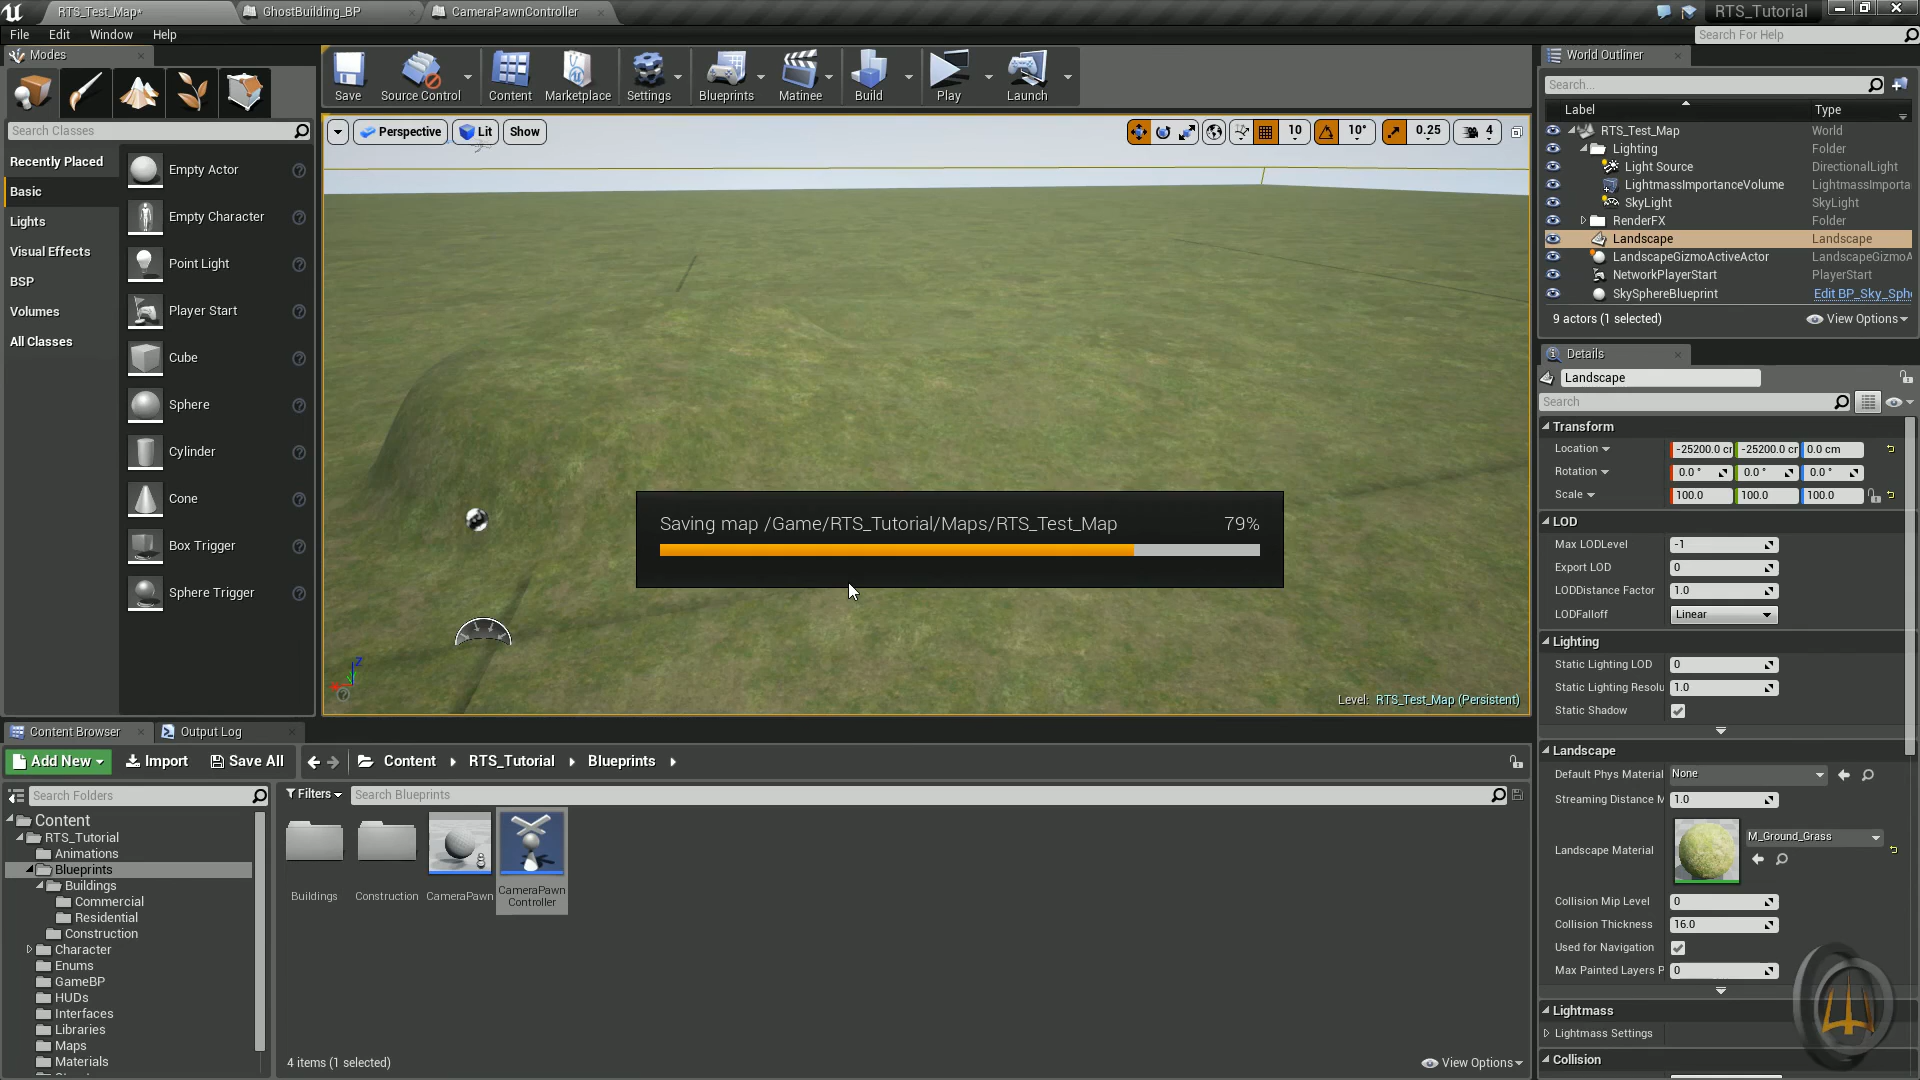 RTS_Test_Map*
GhostBuilding_BP
CameraPawnController
RTS_Tutorial
File Edit Window Help
Search For Help
Modes
Search Classes
Recently Placed
Basic
Lights
Visual Effects
BSP
Volumes
All Classes
Empty Actor
Empty Character
Point Light
Player Start
Cube
Sphere
Cylinder
Cone
Box Trigger
Sphere Trigger
Save
Source Control
Content
Marketplace
Settings
Blueprints
Matinee
Build
Play
Launch
Perspective Lit Show
10 10° 0.25 4
Saving map /Game/RTS_Tutorial/Maps/RTS_Test_Map 79%
Z
Level: RTS_Test_Map (Persistent)
World Outliner
Search...
Label Type
RTS_Test_Map World
Lighting Folder
Light Source DirectionalLight
LightmassImportanceVolume LightmassImporta
SkyLight SkyLight
RenderFX Folder
Landscape Landscape
LandscapeGizmoActiveActor LandscapeGizmoA
NetworkPlayerStart PlayerStart
SkySphereBlueprint Edit BP_Sky_Sph
9 actors (1 selected) View Options
Details
Landscape
Search
Transform
Location -25200.0 cr -25200.0 cr 0.0 cm
Rotation 0.0 ° 0.0 ° 0.0 °
Scale 100.0 100.0 100.0
LOD
Max LODLevel -1
Export LOD 0
LODDistance Factor 1.0
LODFalloff Linear
Lighting
Static Lighting LOD 0
Static Lighting Resolu 1.0
Static Shadow
Landscape
Default Phys Material None
Streaming Distance M 1.0
Landscape Material M_Ground_Grass
Collision Mip Level 0
Collision Thickness 16.0
Used for Navigation
Max Painted Layers P 0
Lightmass
Lightmass Settings
Collision
Content Browser Output Log
Add New Import Save All
Content RTS_Tutorial Blueprints
Search Folders
Filters Search Blueprints
Content
RTS_Tutorial
Animations
Blueprints
Buildings
Commercial
Residential
Construction
Character
Enums
GameBP
HUDs
Interfaces
Libraries
Maps
Materials
Buildings
Construction
CameraPawn
CameraPawn
Controller
4 items (1 selected) View Options